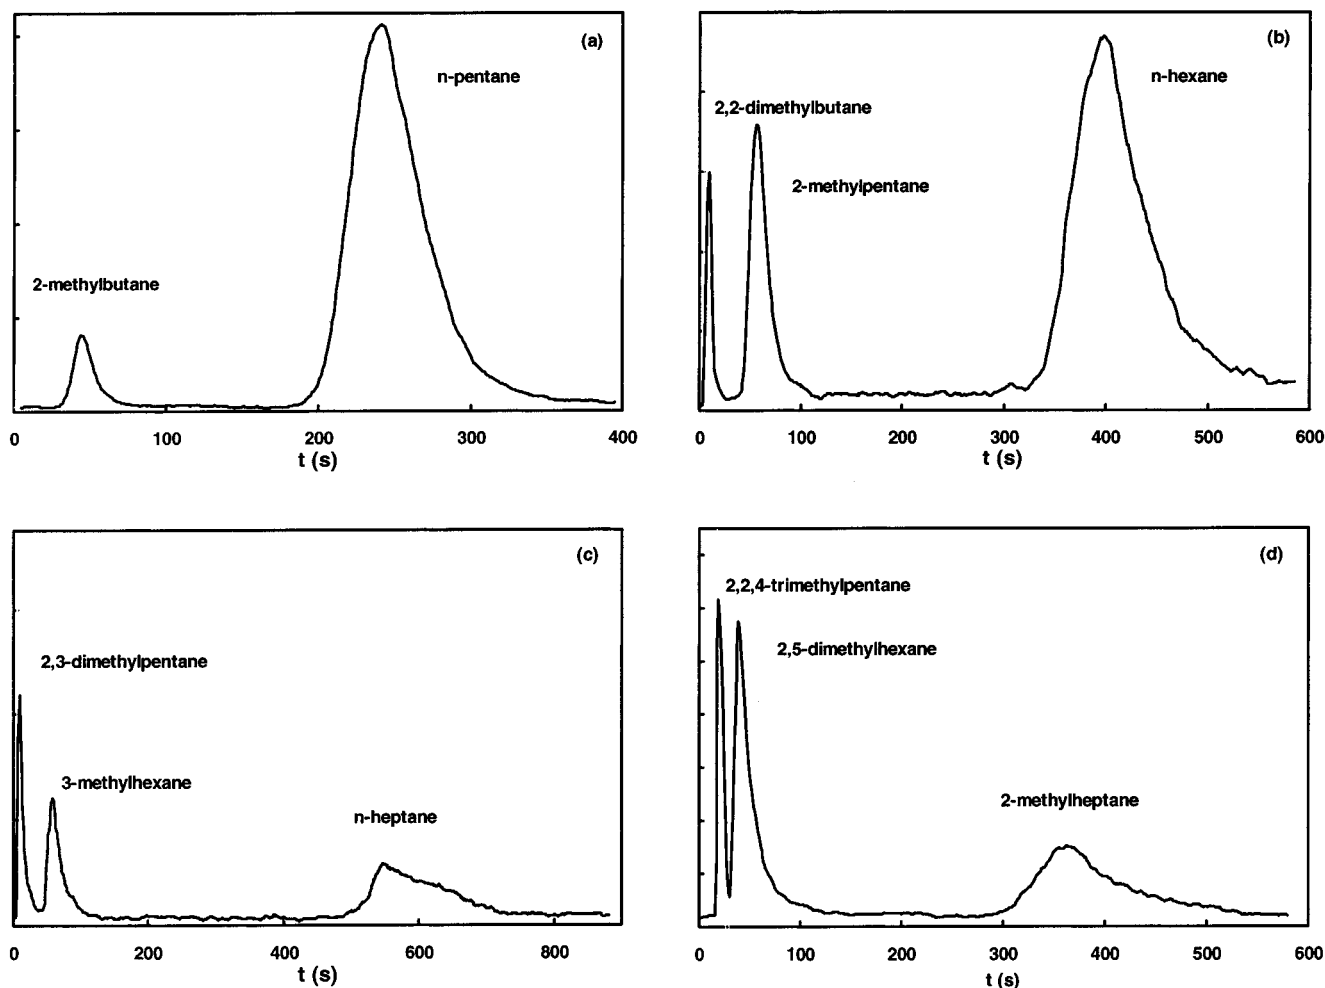 (a)
n-pentane
2-methylbutane
0 100 200 300 400
t (s)
(b)
n-hexane
2,2-dimethylbutane
2-methylpentane
0 100 200 300 400 500 600
t (s)
(c)
2,3-dimethylpentane
3-methylhexane
n-heptane
0 200 400 600 800
t (s)
(d)
2,2,4-trimethylpentane
2,5-dimethylhexane
2-methylheptane
0 100 200 300 400 500 600
t (s)